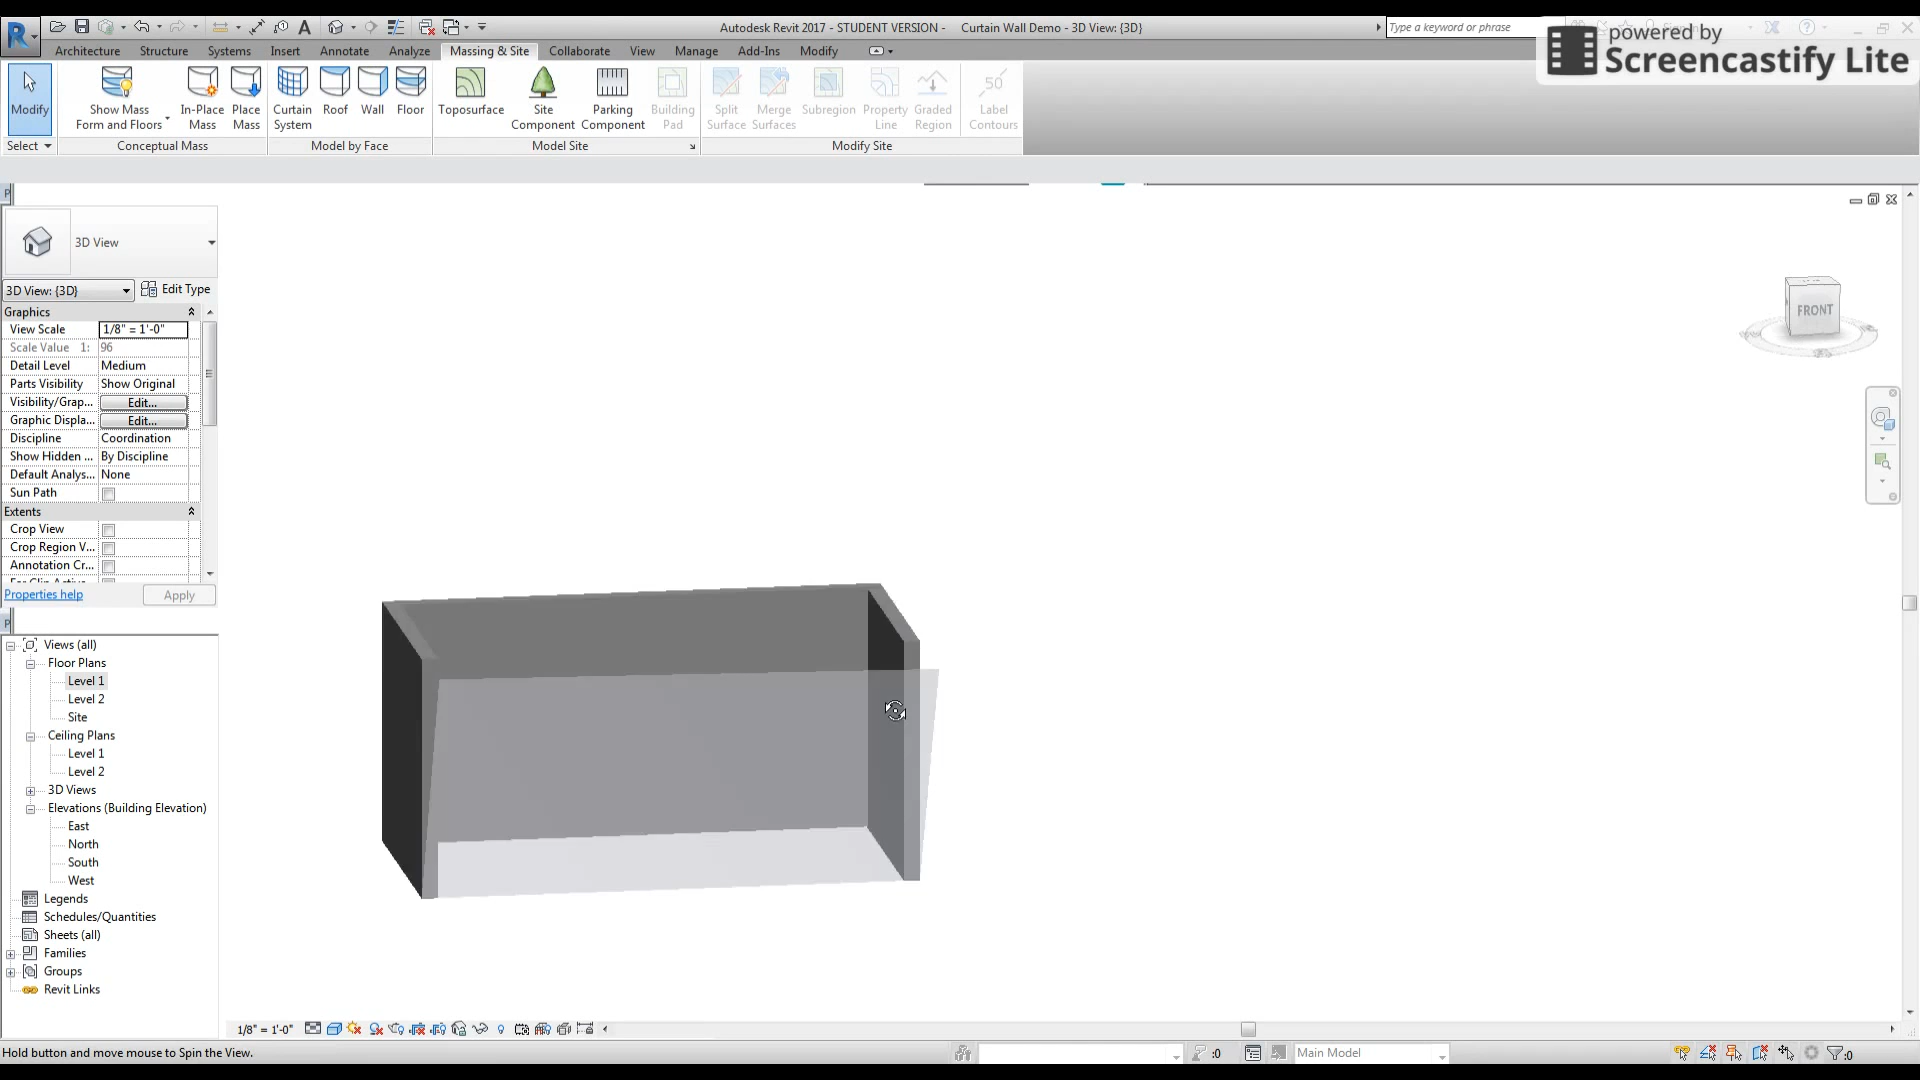 Autodesk Revit 2017 - STUDENT VERSION - Curtain Wall Demo - 3D View: {3D}
Type a keyword or phrase
powered by
Screencastify Lite
Architecture Structure Systems Insert Annotate Analyze Massing & Site Collaborate View Manage Add-Ins Modify
Modify
Show Mass
Form and Floors
In-Place
Mass
Place
Mass
Curtain
System
Roof
Wall
Floor
Toposurface
Site
Component
Parking
Component
Building
Pad
Split
Surface
Merge
Surfaces
Subregion
Property
Line
Graded
Region
50
Label
Contours
Select
Conceptual Mass
Model by Face
Model Site
Modify Site
P
3D View
3D View: {3D}
Edit Type
Graphics
View Scale 1/8" = 1'-0"
Scale Value 1: 96
Detail Level Medium
Parts Visibility Show Original
Visibility/Grap... Edit...
Graphic Displa... Edit...
Discipline Coordination
Show Hidden ... By Discipline
Default Analys... None
Sun Path
Extents
Crop View
Crop Region V...
Annotation Cr...
Properties help
Apply
P
Views (all)
Floor Plans
Level 1
Level 2
Site
Ceiling Plans
Level 1
Level 2
3D Views
Elevations (Building Elevation)
East
North
South
West
Legends
Schedules/Quantities
Sheets (all)
Families
Groups
Revit Links
FRONT
1/8" = 1'-0"
Hold button and move mouse to Spin the View.
:0
Main Model
:0